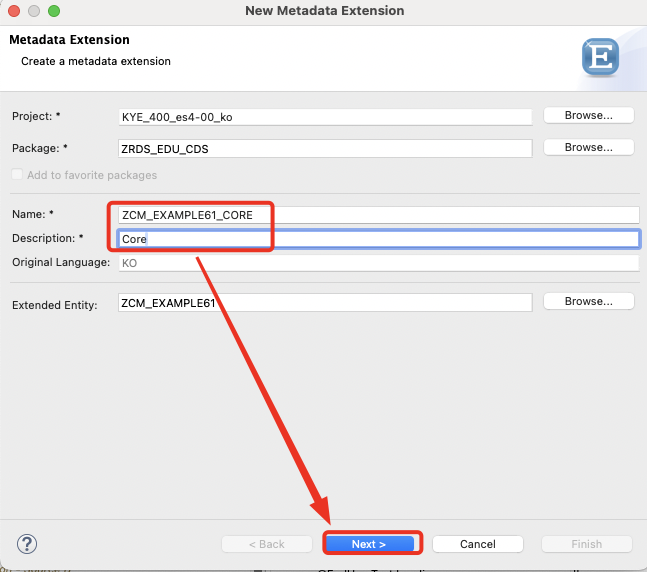 New Metadata Extension
Metadata Extension
Create a metadata extension
E
Project: * KYE_400_es4-00_ko Browse...
Package: * ZRDS_EDU_CDS Browse...
Add to favorite packages
Name: * ZCM_EXAMPLE61_CORE
Description: * Core
Original Language: KO
Extended Entity: ZCM_EXAMPLE61 Browse...
? < Back Next > Cancel Finish